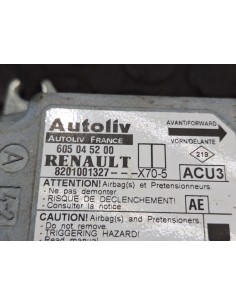 Autoliv
AUTOLIV FRANCE
605 04 52 00
RENAULT
8201001327---X70-5
AVANT/FORWARD
VORN/DELANTE
219
ACU3
ATTENTION! Airbag(s) et Pretensionneurs.
- Ne pas demonter.
- RISQUE DE DECLENCHEMENT!
- Consulter la notice.
AE
CAUTION! Airbag(s) and Pretensioners.
- Do not remove.
- TRIGGERING HAZARD!
- Read manual
A